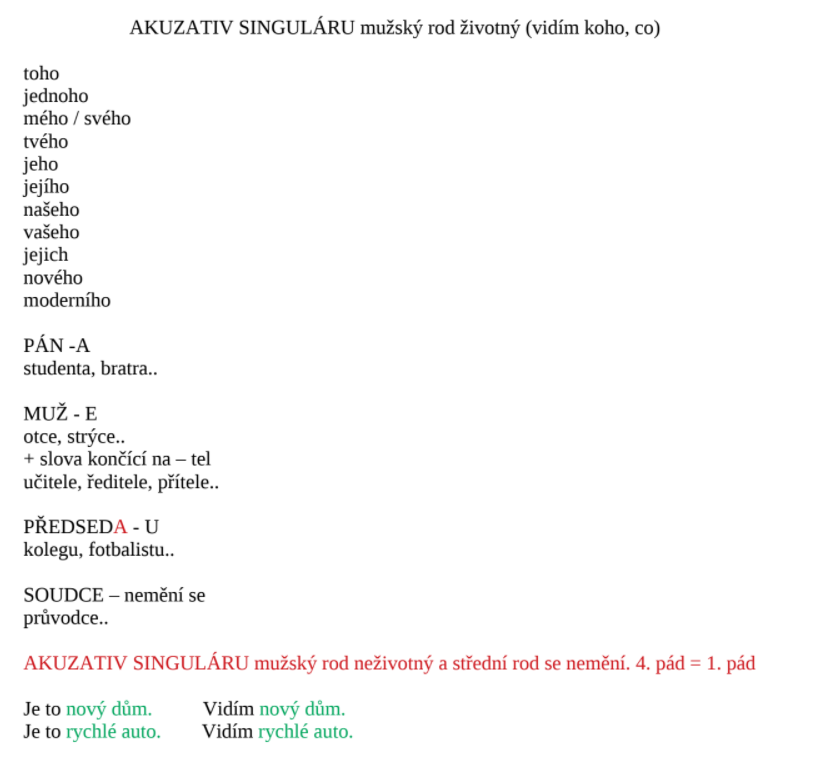 AKUZATIV SINGULÁRU mužský rod životný (vidím koho, co)
toho
jednoho
mého / svého
tvého
jeho
jejího
našeho
vašeho
jejich
nového
moderního
PÁN -A
studenta, bratra..
MUŽ - E
otce, strýce..
+ slova končící na – tel
učitele, ředitele, přítele..
PŘEDSEDA - U
kolegu, fotbalistu..
SOUDCE – nemění se
průvodce..
AKUZATIV SINGULÁRU mužský rod neživotný a střední rod se nemění. 4. pád = 1. pád
Je to nový dům. Vidím nový dům.
Je to rychlé auto. Vidím rychlé auto.